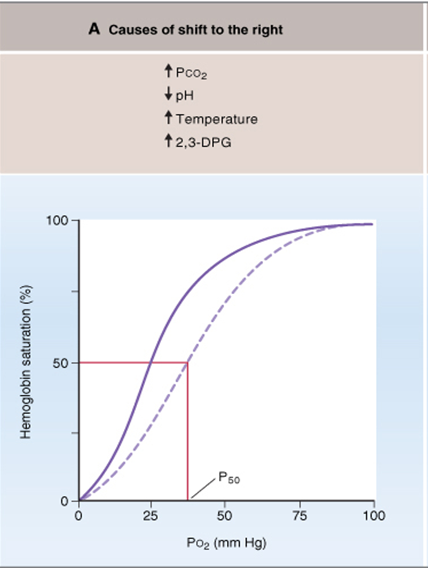 A Causes of shift to the right
↑ PCO₂
↓ pH
↑ Temperature
↑ 2,3-DPG
100
50
0
Hemoglobin saturation (%)
P₅₀
0 25 50 75 100
PO₂ (mm Hg)